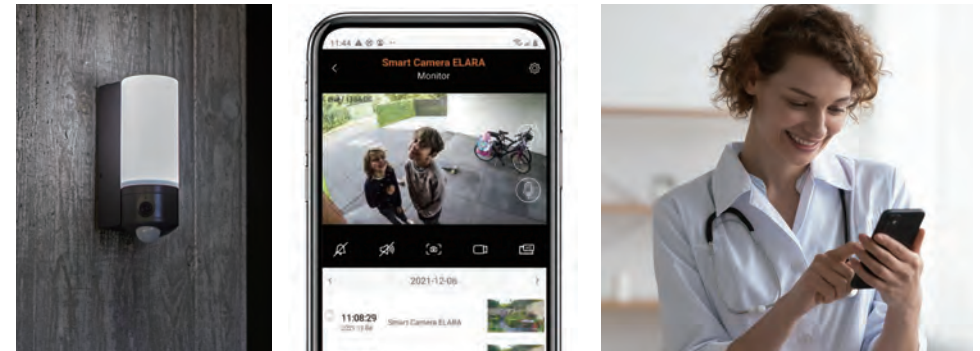 11:44
Smart Camera ELARA
Monitor
2021-12-06
11:08:29
Smart Camera ELARA